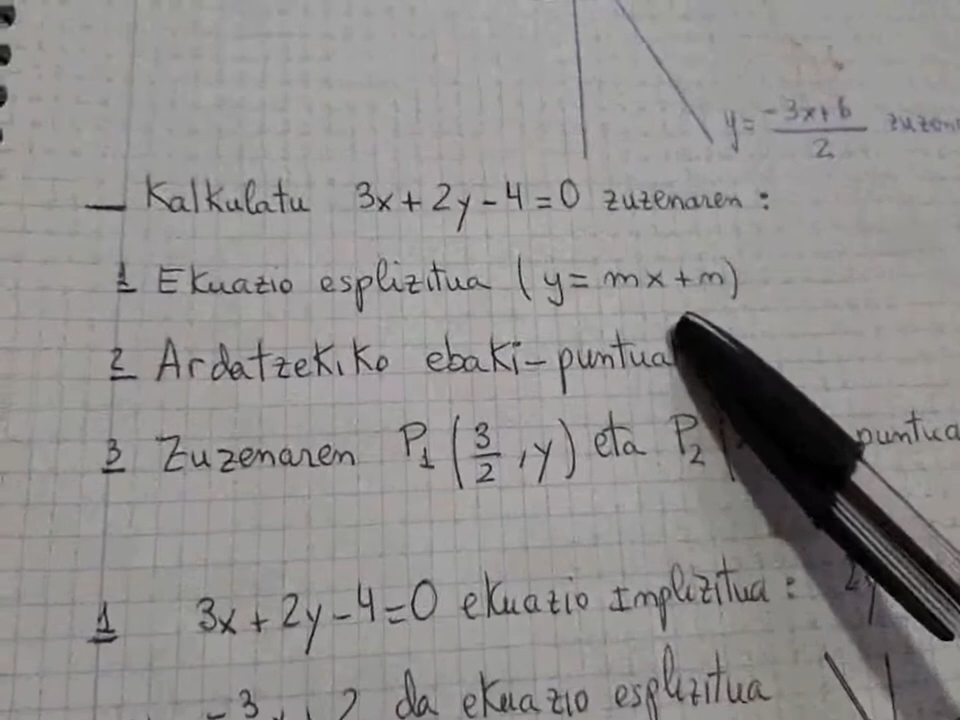 y = -3x+6/2
— Kalkulatu 3x+2y-4=0 zuzenaren :
1 Ekuazio esplizitua (y= mx+n)
2 Ardatzekiko ebaki-puntua
3 Zuzenaren P₁(3/2, y) eta P₂( puntua
1 3x+2y-4=0 ekuazio Implizitua : 2y
da ekuazio esplizitua